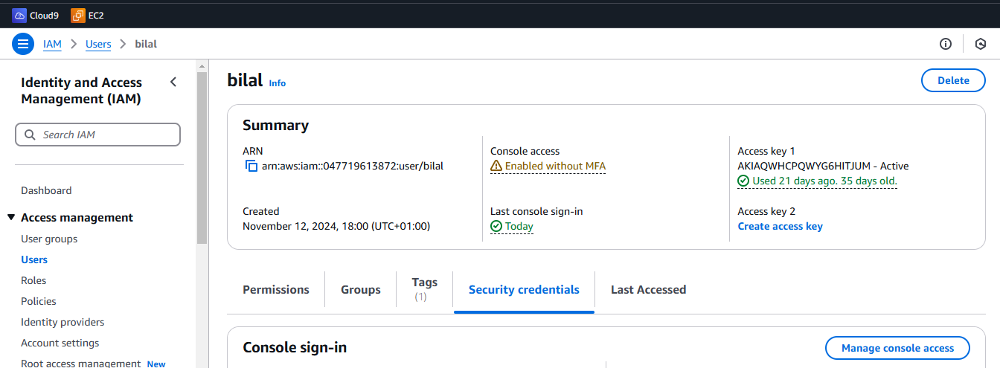 Cloud9 EC2
IAM Users bilal
Identity and Access
Management (IAM)
Search IAM
Dashboard
Access management
User groups
Users
Roles
Policies
Identity providers
Account settings
Root access management New
bilal Info
Delete
Summary
ARN
arn:aws:iam::047719613872:user/bilal
Created
November 12, 2024, 18:00 (UTC+01:00)
Console access
Enabled without MFA
Last console sign-in
Today
Access key 1
AKIAQWHCPQWYG6HITJUM - Active
Used 21 days ago. 35 days old.
Access key 2
Create access key
Permissions
Groups
Tags
(1)
Security credentials
Last Accessed
Console sign-in
Manage console access